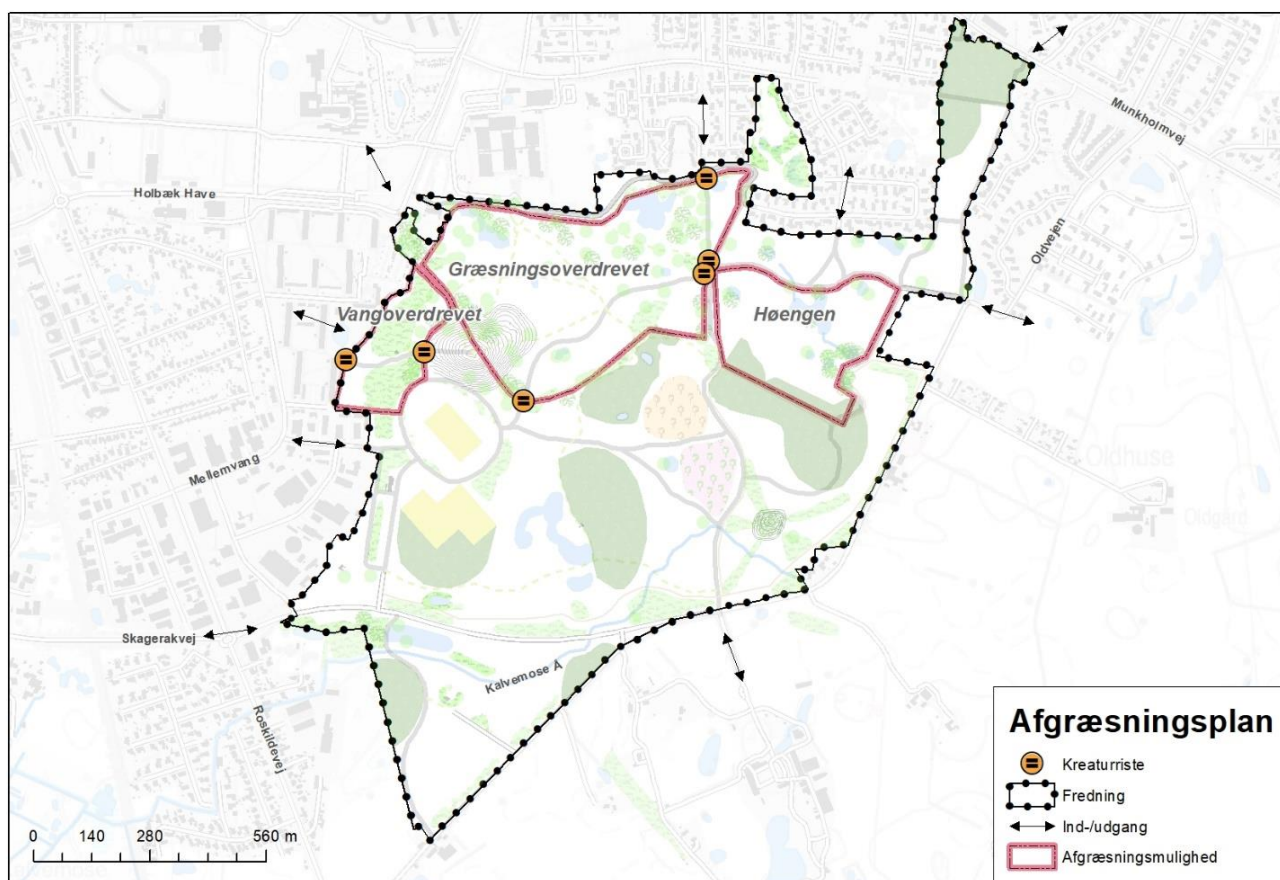 Munkholmvej
Holbæk Have
Oldvejen
Græsningsoverdrevet
Vangoverdrevet
Høengen
Mellemvang
Oldhuse
Oldgård
Skagerakvej
Kalvemose Å
Roskildevej
Afgræsningsplan
Kreaturriste
Fredning
Ind-/udgang
Afgræsningsmulighed
0 140 280 560 m